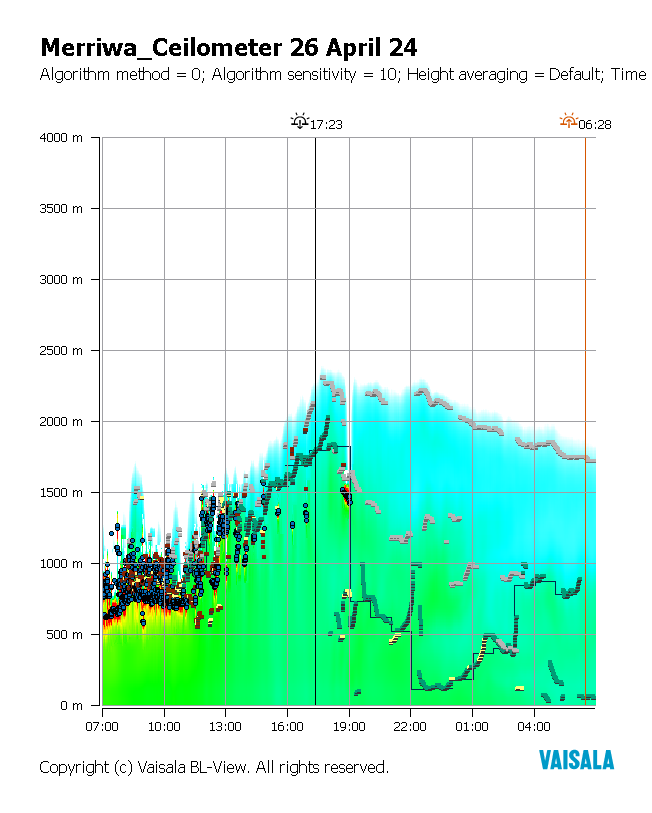 Merriwa_Ceilometer 26 April 24
Algorithm method = 0; Algorithm sensitivity = 10; Height averaging = Default; Time
17:23 06:28
4000 m
3500 m
3000 m
2500 m
2000 m
1500 m
1000 m
500 m
0 m
07:00 10:00 13:00 16:00 19:00 22:00 01:00 04:00
VAISALA
Copyright (c) Vaisala BL-View. All rights reserved.